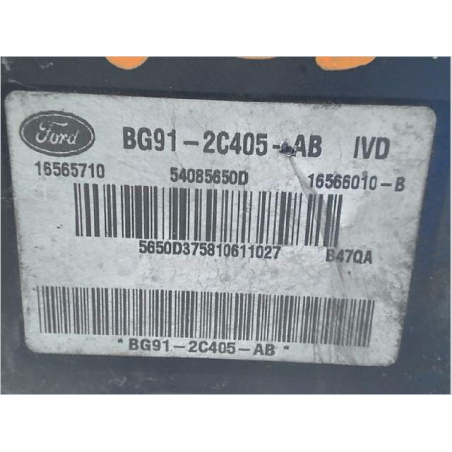 Ford BG91-2C405-AB IVD
16565710 54085650D 16566010-B
5650D375810611027 B47QA
*BG91-2C405-AB*